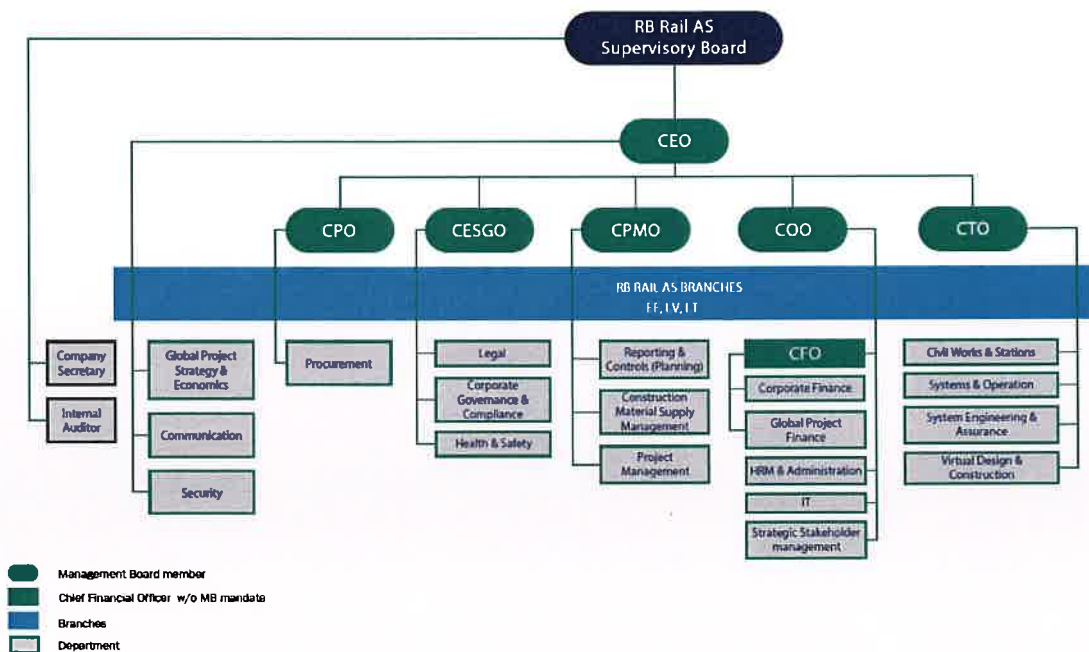 RB Rail AS
Supervisory Board
CEO
CPO
CESGO
CPMO
COO
CTO
RB RAIL AS BRANCHES
Company
Secretary
Internal
Auditor
Global Project
Strategy &
Economics
Communication
Security
Procurement
Legal
Corporate
Governance &
Compliance
Health & Safety
Reporting &
Controls (Planning)
Construction
Material Supply
Management
Project
Management
CFO
Corporate Finance
Global Project
Finance
HRM & Administration
IT
Strategic Stakeholder
management
Civil Works & Stations
Systems & Operation
System Engineering &
Assurance
Virtual Design &
Construction
Management Board member
Chief Financial Officer w/o MB mandate
Branches
Department